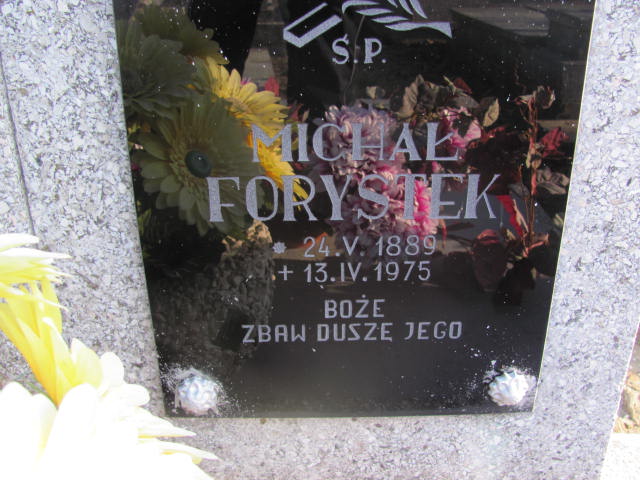 Ś.P.
MICHAŁ
FORYSTEK
* 24.V.1889
+ 13.IV.1975
BOŻE
ZBAW DUSZĘ JEGO